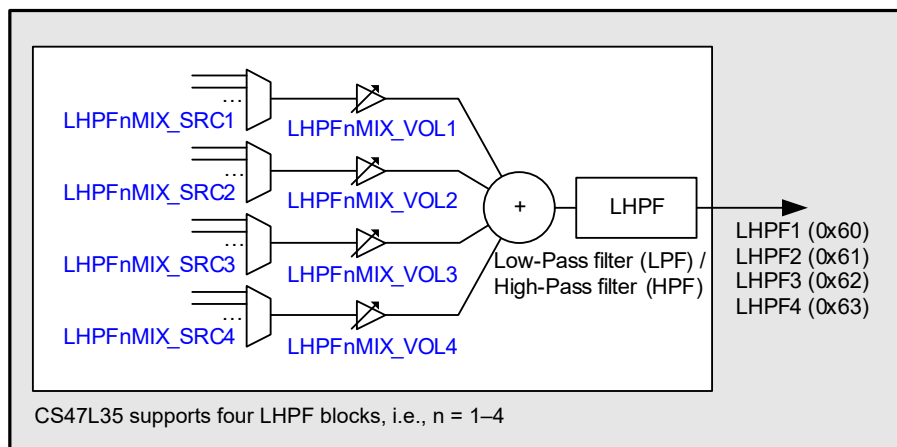 ...
LHPFnMIX_SRC1
LHPFnMIX_VOL1
...
LHPFnMIX_SRC2
LHPFnMIX_VOL2
...
LHPFnMIX_SRC3
LHPFnMIX_VOL3
...
LHPFnMIX_SRC4
LHPFnMIX_VOL4
+
LHPF
Low-Pass filter (LPF) /
High-Pass filter (HPF)
LHPF1 (0x60)
LHPF2 (0x61)
LHPF3 (0x62)
LHPF4 (0x63)
CS47L35 supports four LHPF blocks, i.e., n = 1–4